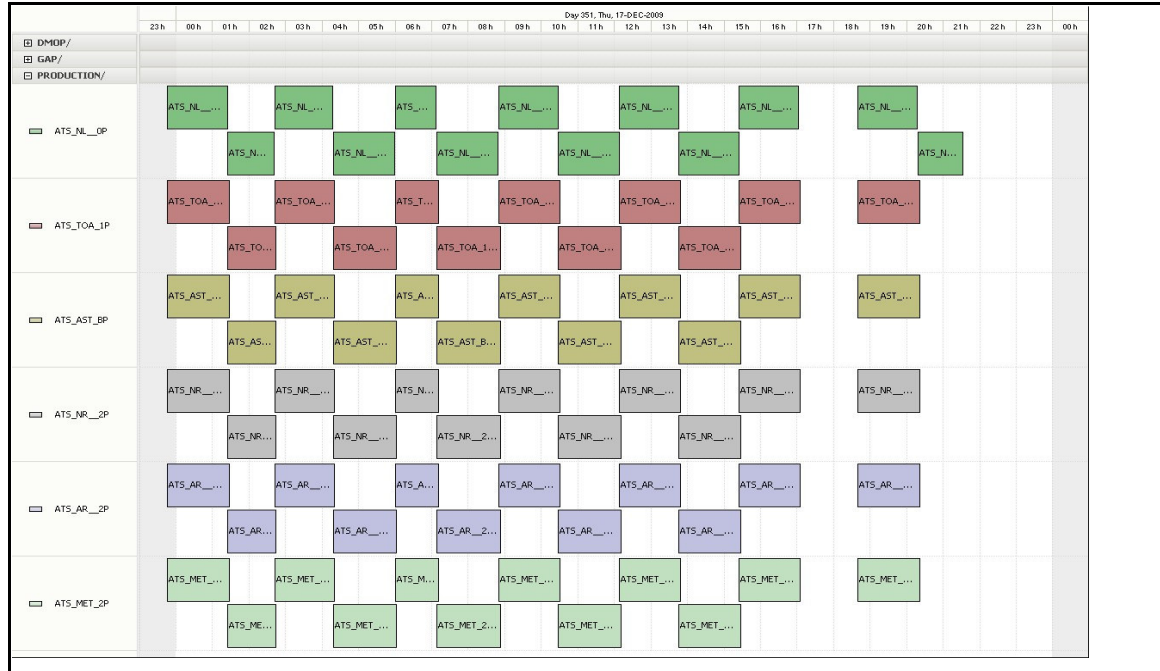 Day 351, Thu, 17-DEC-2009
23 h 00 h 01 h 02 h 03 h 04 h 05 h 06 h 07 h 08 h 09 h 10 h 11 h 12 h 13 h 14 h 15 h 16 h 17 h 18 h 19 h 20 h 21 h 22 h 23 h 00 h
DMOP/
GAP/
PRODUCTION/
ATS_NL__... ATS_NL_... ATS_... ATS_NL__... ATS_NL__... ATS_NL__... ATS_NL__...
ATS_NL__0P
ATS_N... ATS_NL__... ATS_NL__... ATS_NL__... ATS_NL__... ATS_N...
ATS_TOA_... ATS_TOA_... ATS_T... ATS_TOA_... ATS_TOA_... ATS_TOA_... ATS_TOA_...
ATS_TOA_1P
ATS_TO... ATS_TOA_... ATS_TOA_1... ATS_TOA_... ATS_TOA_...
ATS_AST_... ATS_AST_... ATS_A... ATS_AST_... ATS_AST_... ATS_AST_... ATS_AST_...
ATS_AST_BP
ATS_AS... ATS_AST_... ATS_AST_B... ATS_AST_... ATS_AST_...
ATS_NR__... ATS_NR__... ATS_N... ATS_NR__... ATS_NR__... ATS_NR__... ATS_NR__...
ATS_NR__2P
ATS_NR... ATS_NR__... ATS_NR__2... ATS_NR__... ATS_NR__...
ATS_AR__... ATS_AR__... ATS_A... ATS_AR__... ATS_AR__... ATS_AR__... ATS_AR__...
ATS_AR__2P
ATS_AR... ATS_AR__... ATS_AR__2... ATS_AR__... ATS_AR__...
ATS_MET_... ATS_MET_... ATS_M... ATS_MET_... ATS_MET_... ATS_MET_... ATS_MET_...
ATS_MET_2P
ATS_ME... ATS_MET_... ATS_MET_2... ATS_MET_... ATS_MET_...